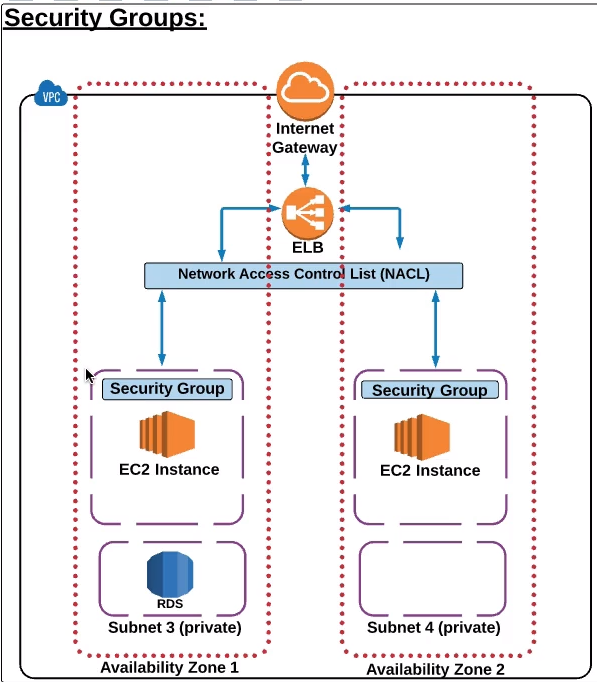 Security Groups:
VPC
Internet
Gateway
ELB
Network Access Control List (NACL)
Security Group
Security Group
EC2 Instance
EC2 Instance
RDS
Subnet 3 (private)
Subnet 4 (private)
Availability Zone 1
Availability Zone 2